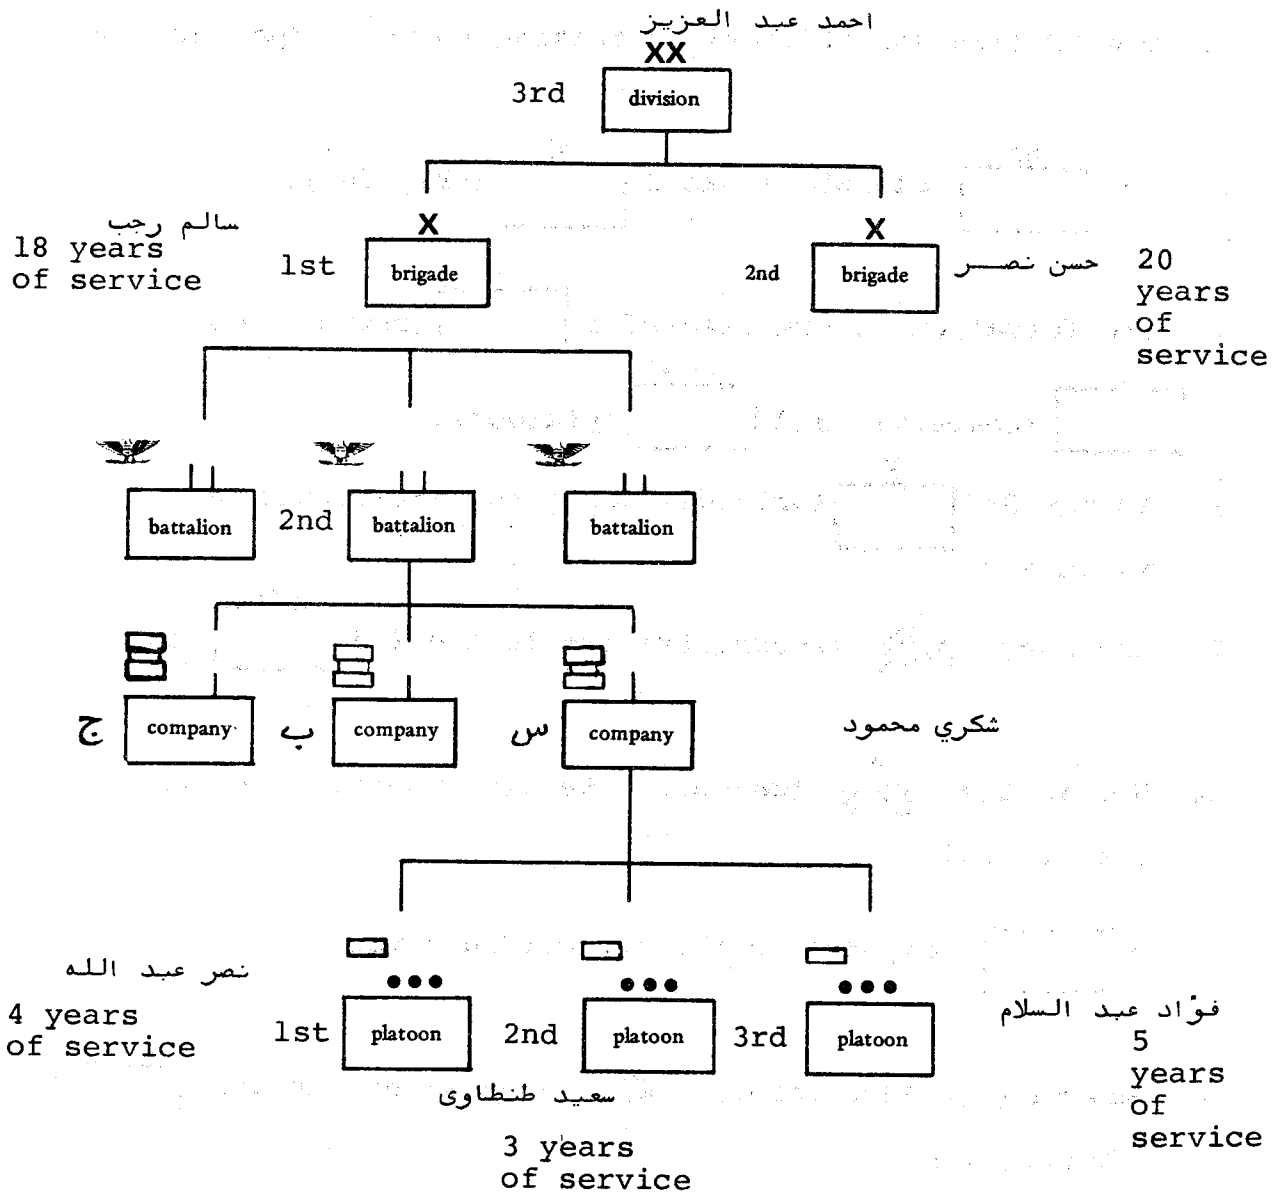 احمد عبد العزيز
XX
3rd
division
سالم رجب
18 years
of service
1st
X
brigade
2nd
X
brigade
حسن نصــر
20
years
of
service
battalion
2nd
battalion
battalion
ج
company
ب
company
س
company
شكري محمود
نصر عبد الله
4 years
of service
1st
platoon
2nd
platoon
3rd
platoon
فؤاد عبد السلام
5
years
of
service
سعيد طنطاوى
3 years
of service